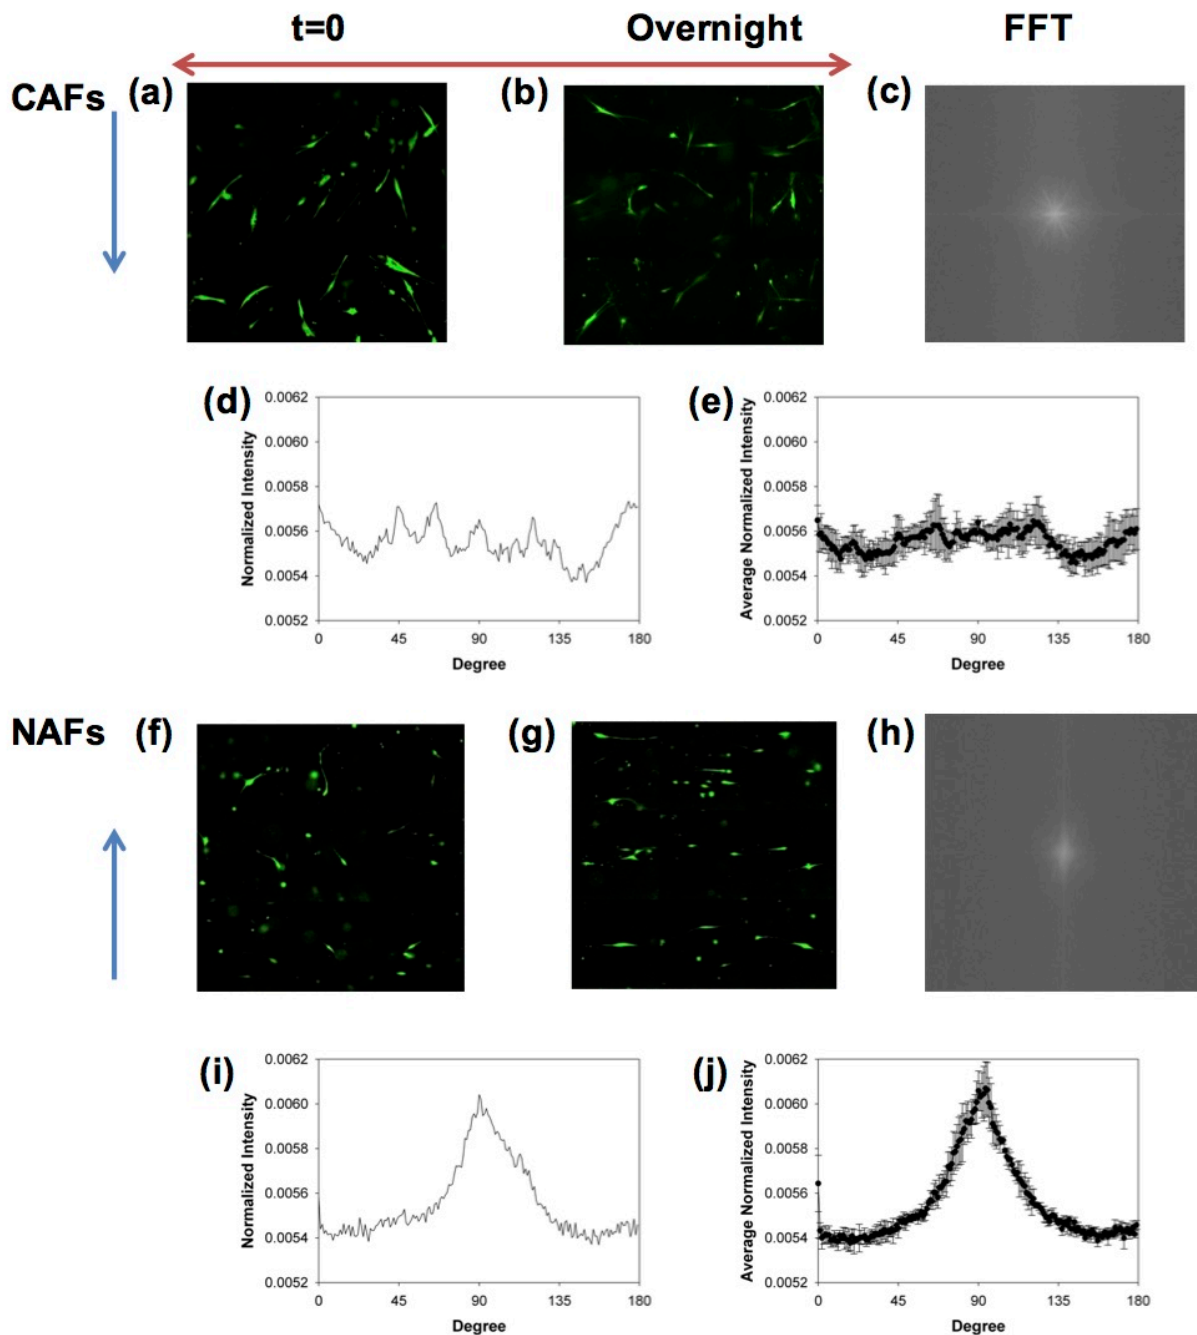 t=0 Overnight FFT
CAFs (a) (b) (c)
(d) (e)
0.0062
0.0060
0.0058
0.0056
0.0054
0.0052
Normalized Intensity
0 45 90 135 180
Degree
0.0062
0.0060
0.0058
0.0056
0.0054
0.0052
Average Normalized Intensity
0 45 90 135 180
Degree
NAFs (f) (g) (h)
(i) (j)
0.0062
0.0060
0.0058
0.0056
0.0054
0.0052
Normalized Intensity
0 45 90 135 180
Degree
0.0062
0.0060
0.0058
0.0056
0.0054
0.0052
Average Normalized Intensity
0 45 90 135 180
Degree